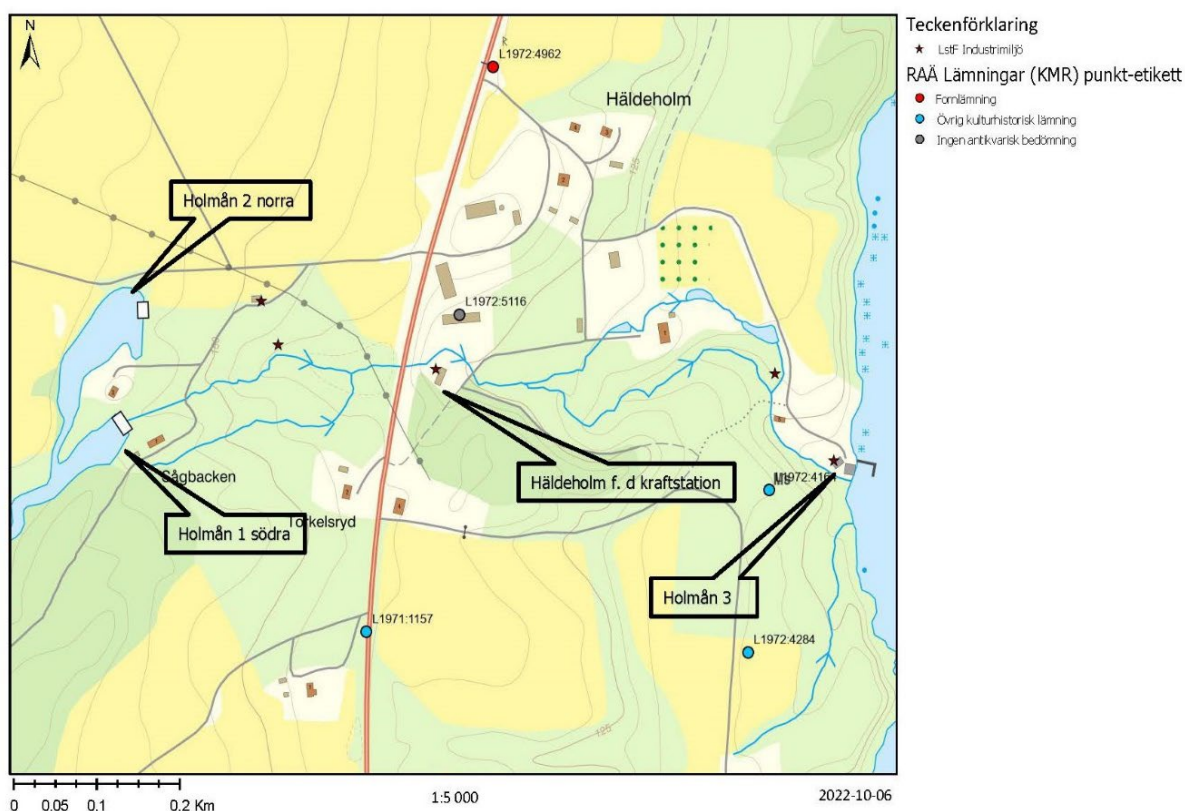 N
L1972:4962
Häldeholm
125
Holmån 2 norra
L1972:5116
Sågbacken
Häldeholm f. d kraftstation
Holmån 1 södra
Torkelsryd
Holmån 3
L1971:1157
L1972:4284
125
0 0.05 0.1 0.2 Km
1:5 000
2022-10-06
Teckenförklaring
LstF Industrimiljö
RAÄ Lämningar (KMR) punkt-etikett
Fornlämning
Övrig kulturhistorisk lämning
Ingen antikvarisk bedömning